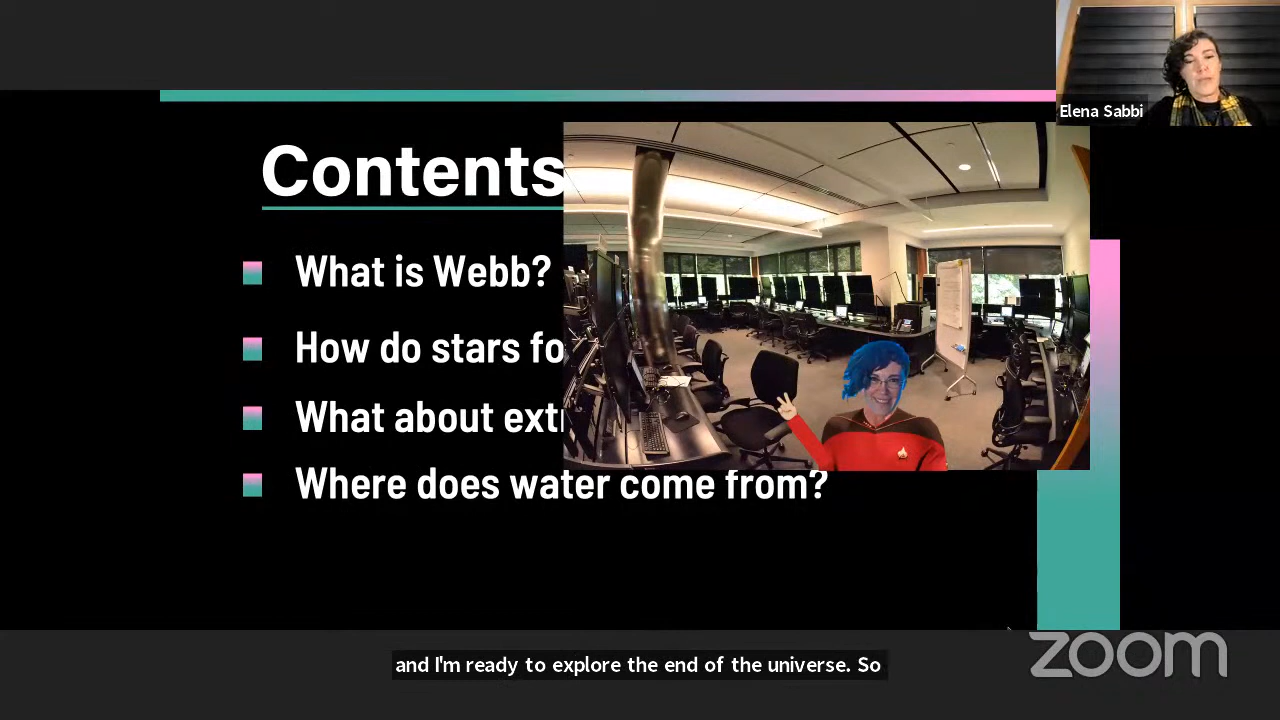 Elena Sabbi
Contents
What is Webb?
How do stars fo
What about ext
Where does water come from?
and I'm ready to explore the end of the universe. So
zoom